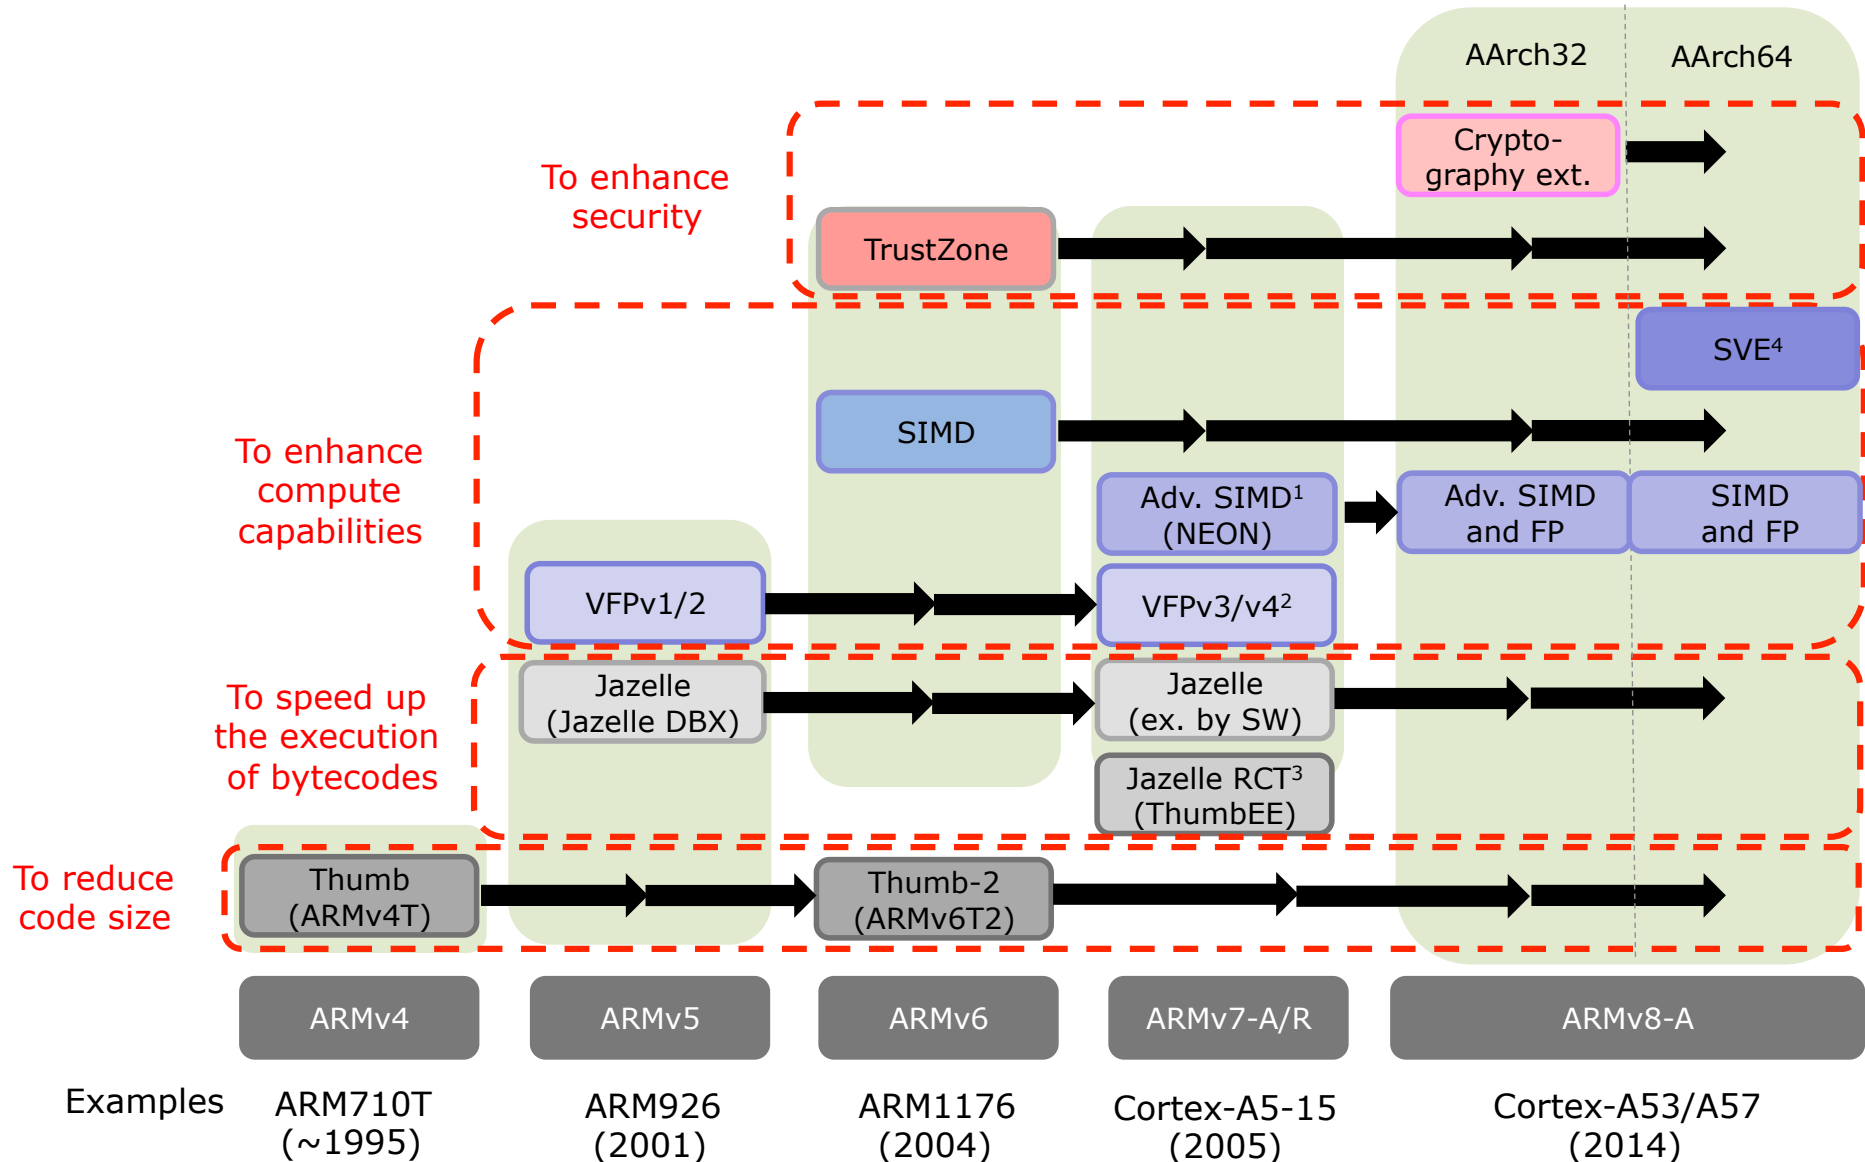 AArch32
AArch64
To enhance
security
Crypto-
graphy ext.
TrustZone
To enhance
compute
capabilities
SVE⁴
SIMD
Adv. SIMD¹
(NEON)
Adv. SIMD
and FP
SIMD
and FP
VFPv1/2
VFPv3/v4²
To speed up
the execution
of bytecodes
Jazelle
(Jazelle DBX)
Jazelle
(ex. by SW)
Jazelle RCT³
(ThumbEE)
To reduce
code size
Thumb
(ARMv4T)
Thumb-2
(ARMv6T2)
ARMv4
ARMv5
ARMv6
ARMv7-A/R
ARMv8-A
Examples
ARM710T
(~1995)
ARM926
(2001)
ARM1176
(2004)
Cortex-A5-15
(2005)
Cortex-A53/A57
(2014)